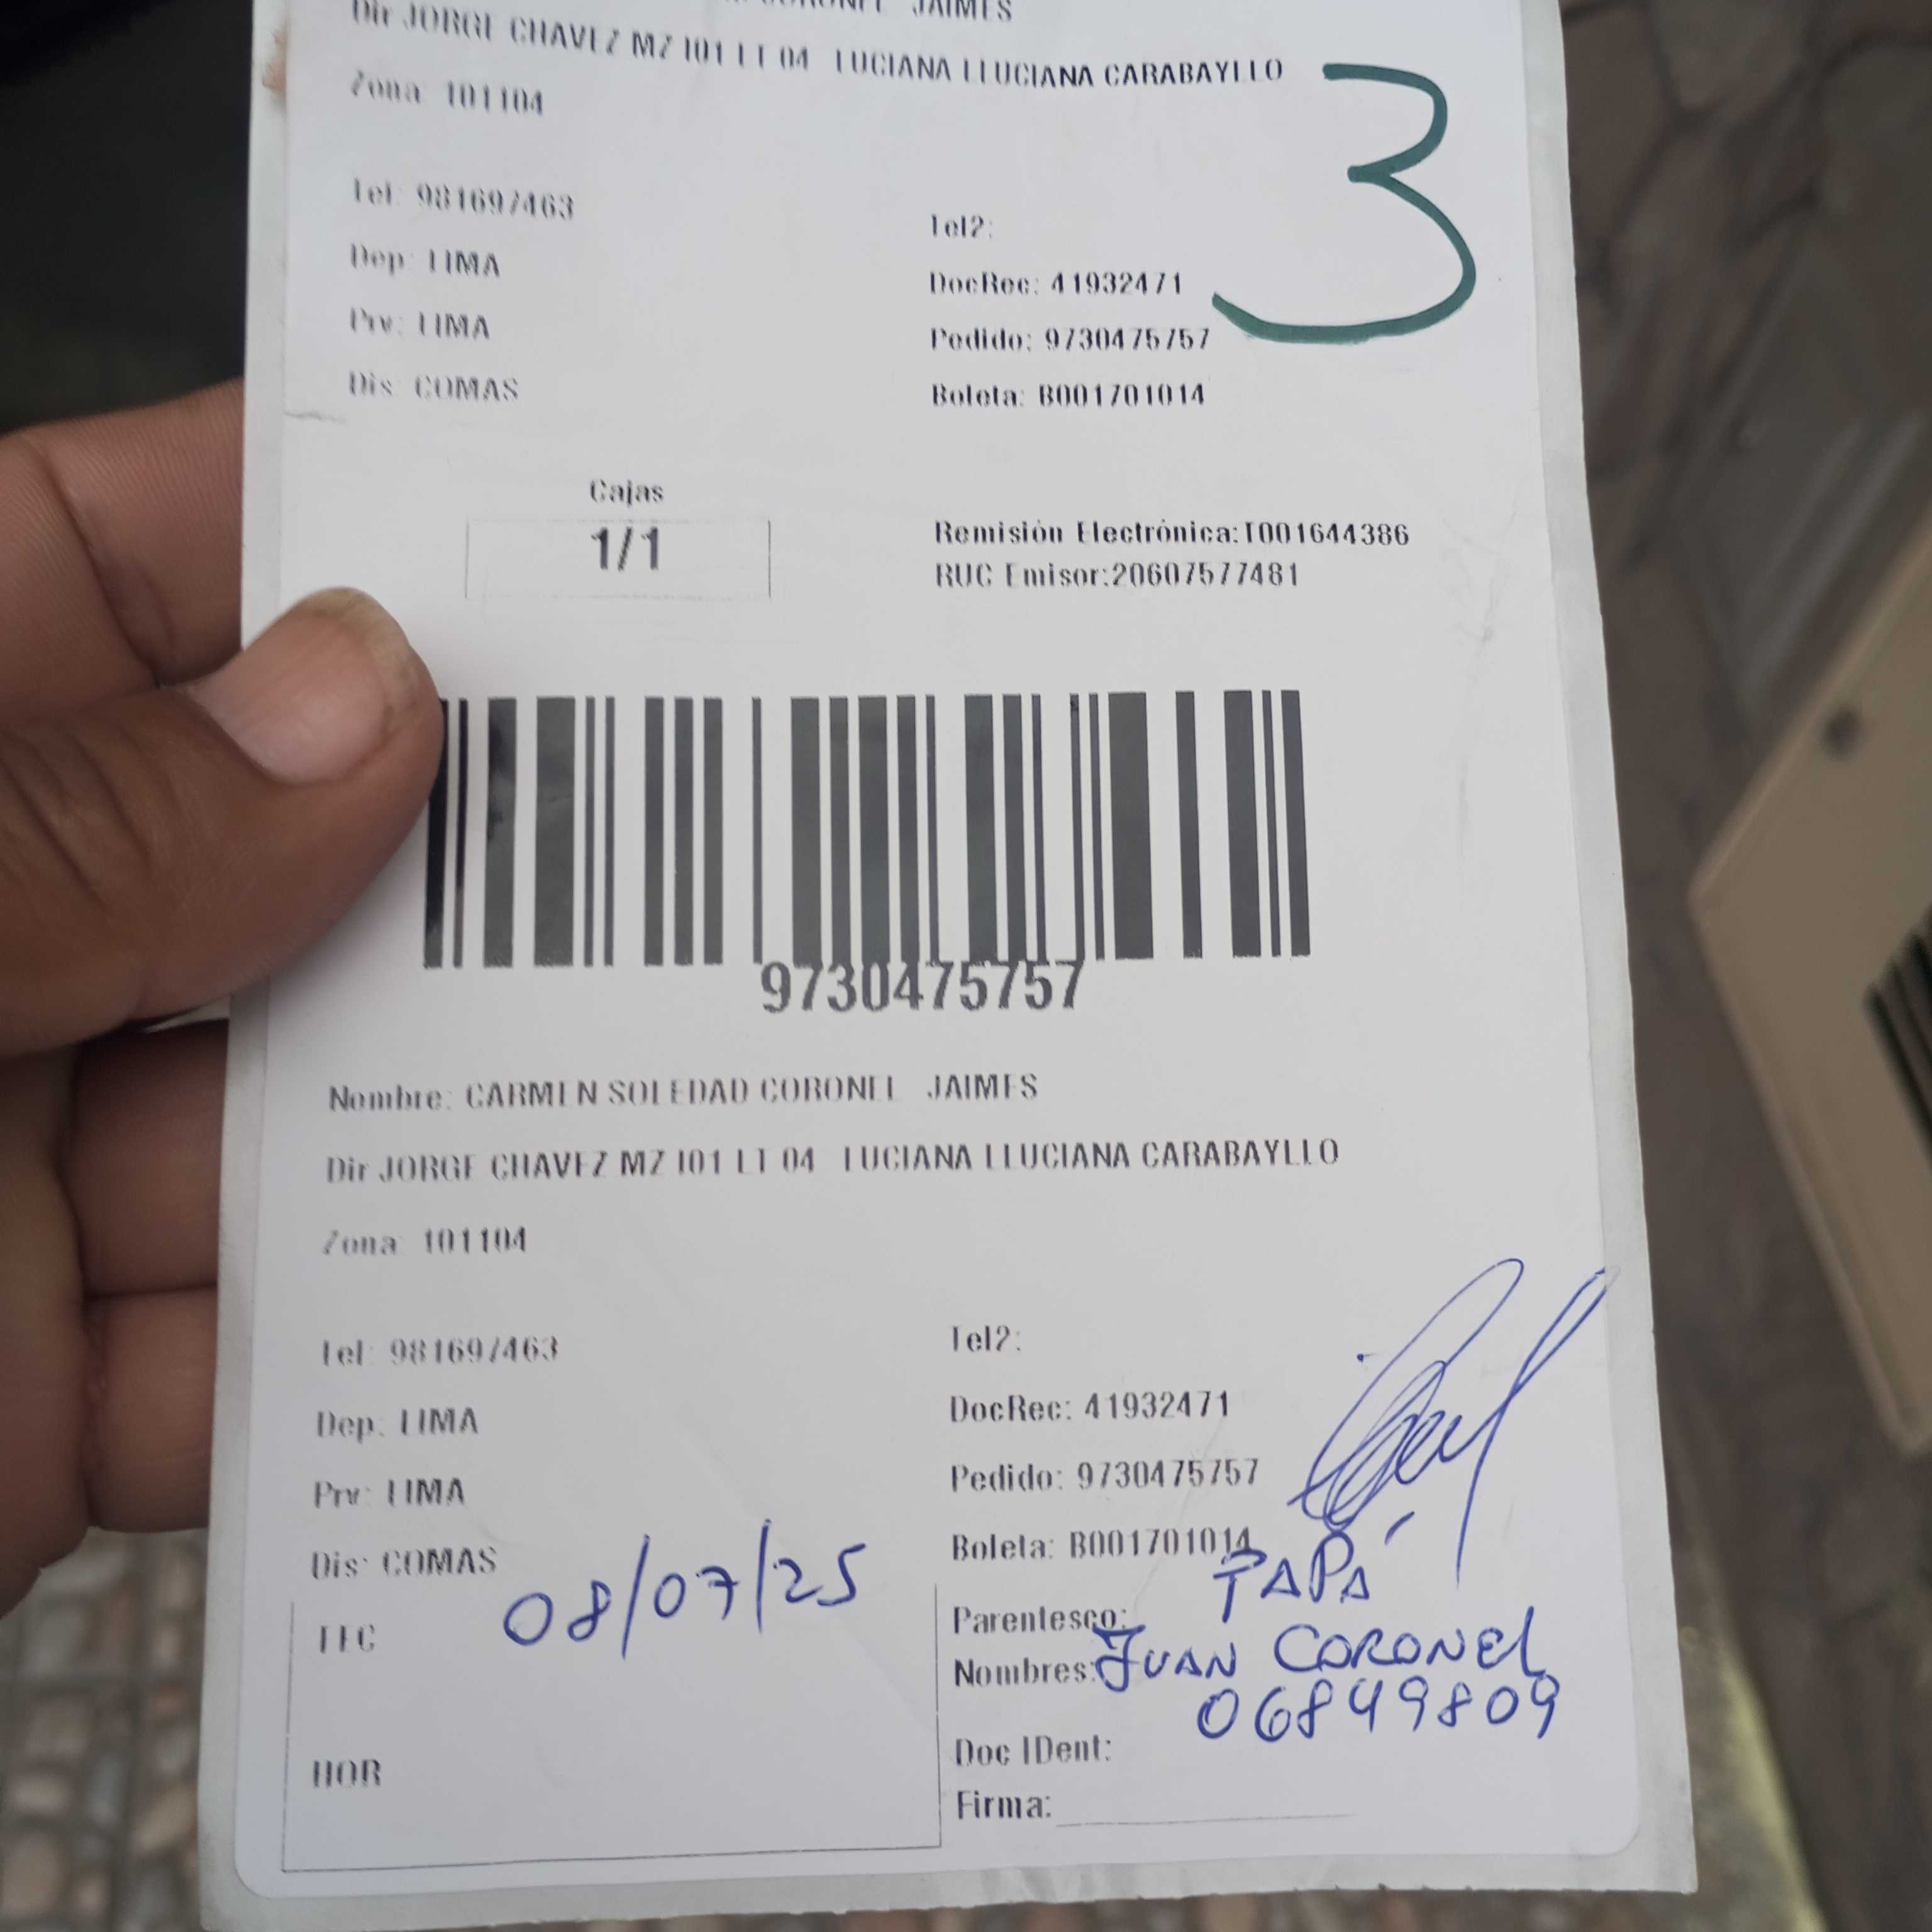 CORONEL JAIMES
Dir JORGE CHAVEZ MZ I01 LT 04 LUCIANA LLUCIANA CARABAYLLO
3
Zona: 101104
Tel: 981697463
Tel2:
Dep: LIMA
DocRec: 41932471
Prv: LIMA
Pedido: 9730475757
Dis: COMAS
Boleta: B001701014
Cajas
1/1
Remisión Electrónica:T001644386
RUC Emisor:20607577481
9730475757
Nombre: CARMEN SOLEDAD CORONEL JAIMES
Dir JORGE CHAVEZ MZ I01 LT 04 LUCIANA LLUCIANA CARABAYLLO
Zona: 101104
Tel: 981697463
Tel2:
Dep: LIMA
DocRec: 41932471
Prv: LIMA
Pedido: 9730475757
Dis: COMAS
Boleta: B001701014
08/07/25
PAPÁ
FEC
Parentesco:
Nombres: JUAN CORONEL
06849809
HOR
Doc IDent:
Firma: